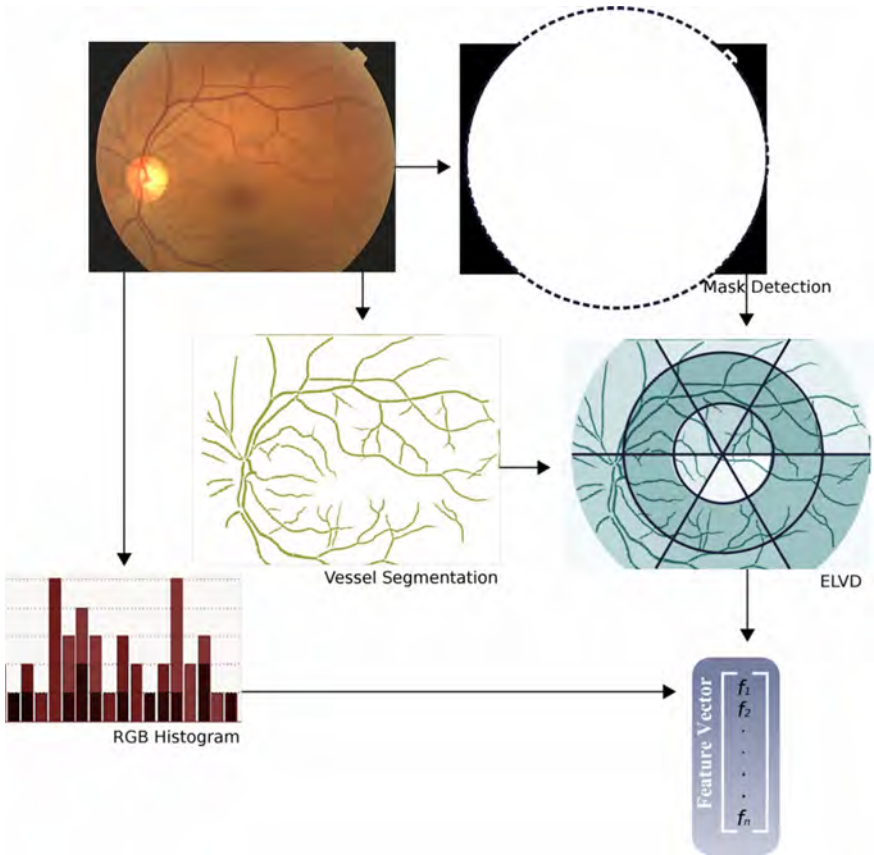 Mask Detection
Vessel Segmentation
ELVD
RGB Histogram
Feature Vector
f₁
f₂
.
.
.
.
fₙ